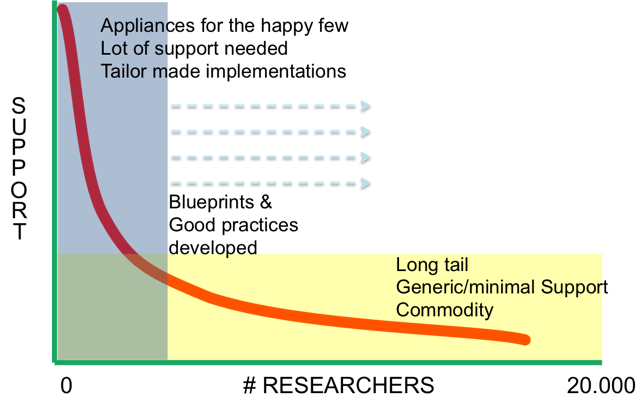 Appliances for the happy few
Lot of support needed
Tailor made implementations
SUPPORT
Blueprints &
Good practices
developed
Long tail
Generic/minimal Support
Commodity
0
# RESEARCHERS
20.000